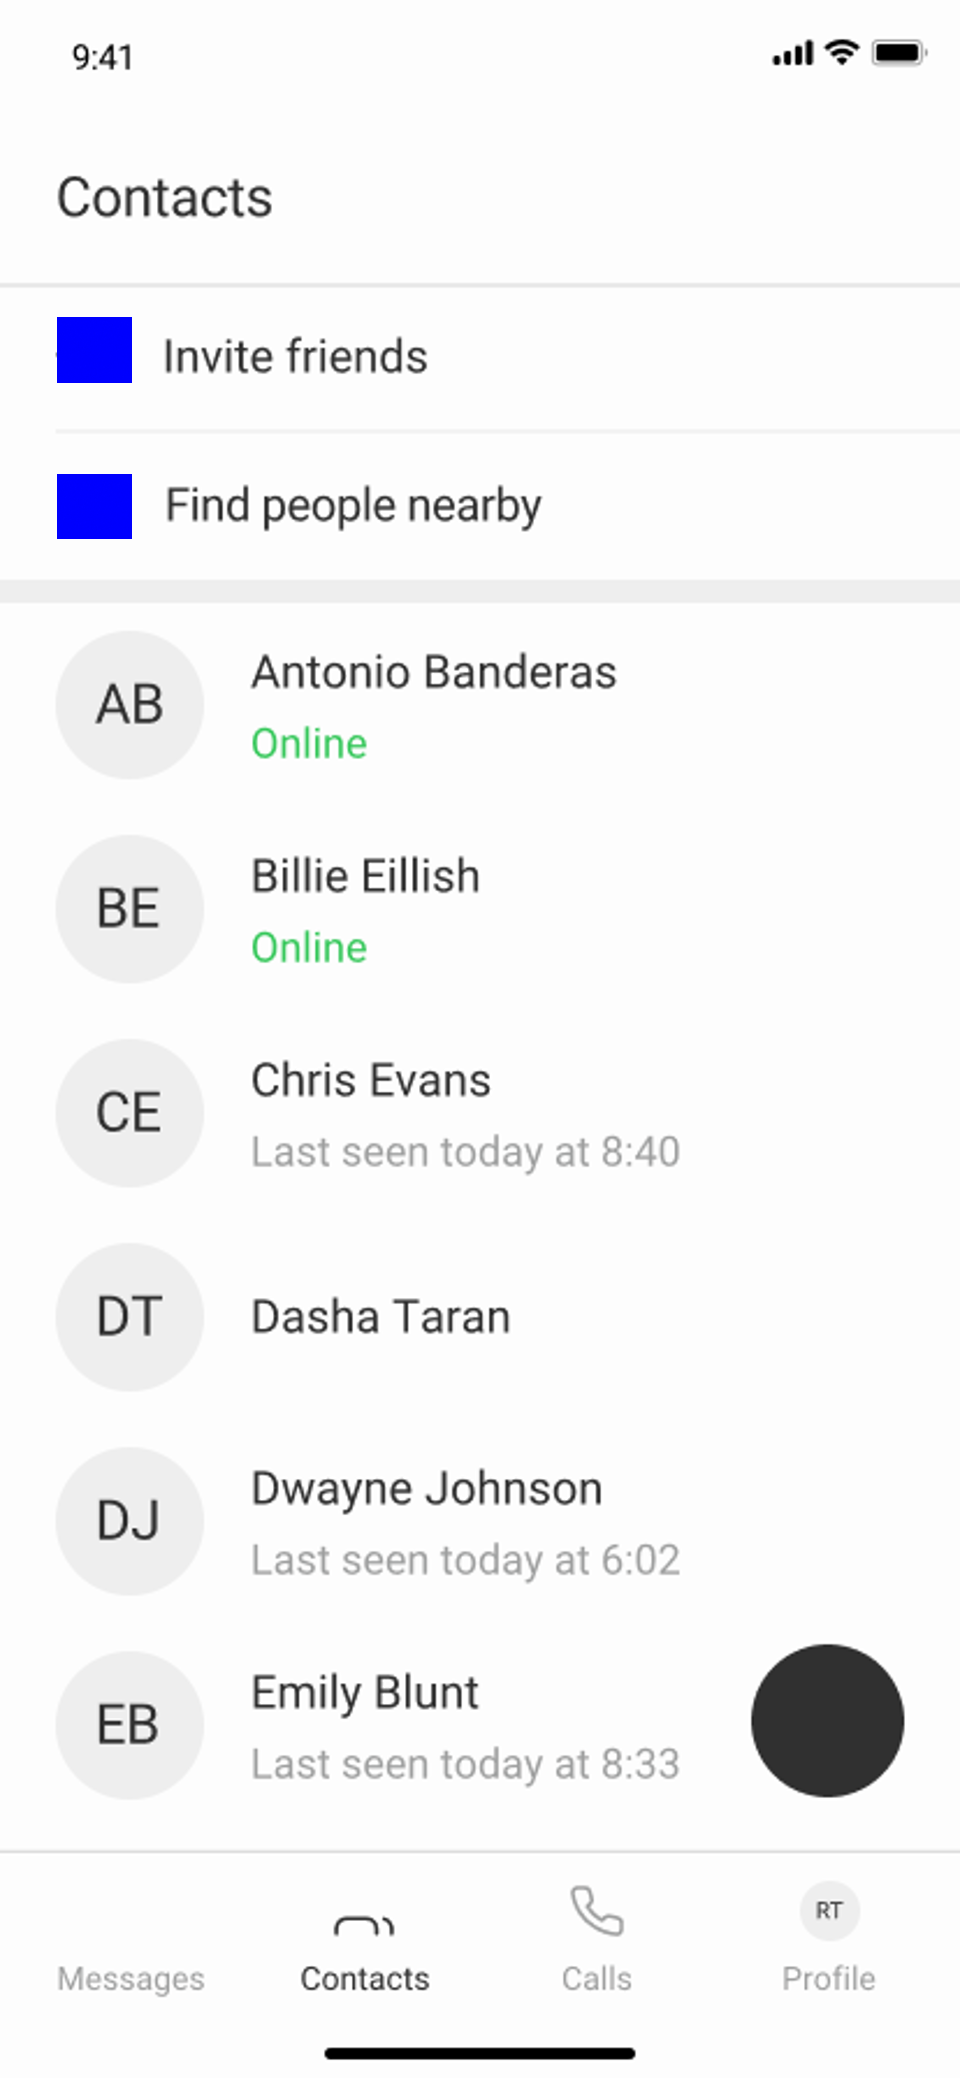 9:41
Contacts
Invite friends
Find people nearby
AB
Antonio Banderas
Online
BE
Billie Eillish
Online
CE
Chris Evans
Last seen today at 8:40
DT
Dasha Taran
DJ
Dwayne Johnson
Last seen today at 6:02
EB
Emily Blunt
Last seen today at 8:33
RT
Messages Contacts Calls Profile